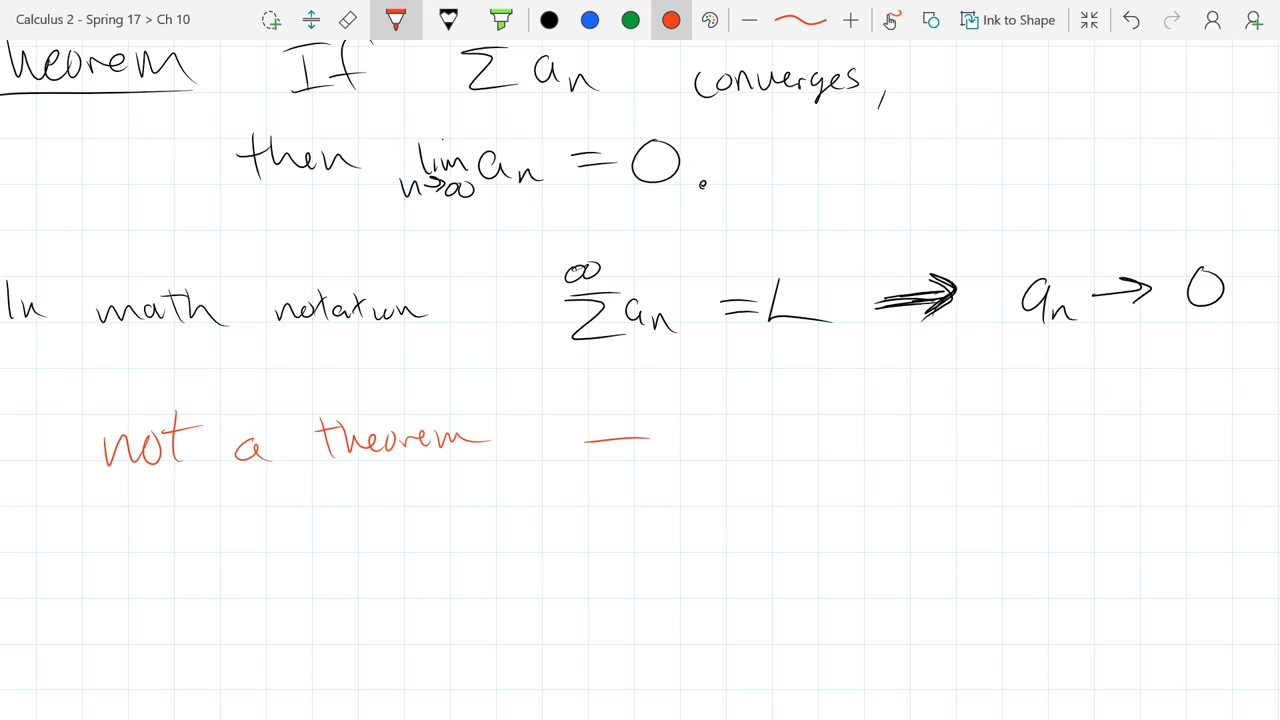 Calculus 2 - Spring 17 > Ch 10
Ink to Shape
Theorem If ∑ aₙ converges,
then lim n→∞ aₙ = 0.
In math notation ∞ ∑ aₙ = L ⟹ aₙ → 0
not a theorem —